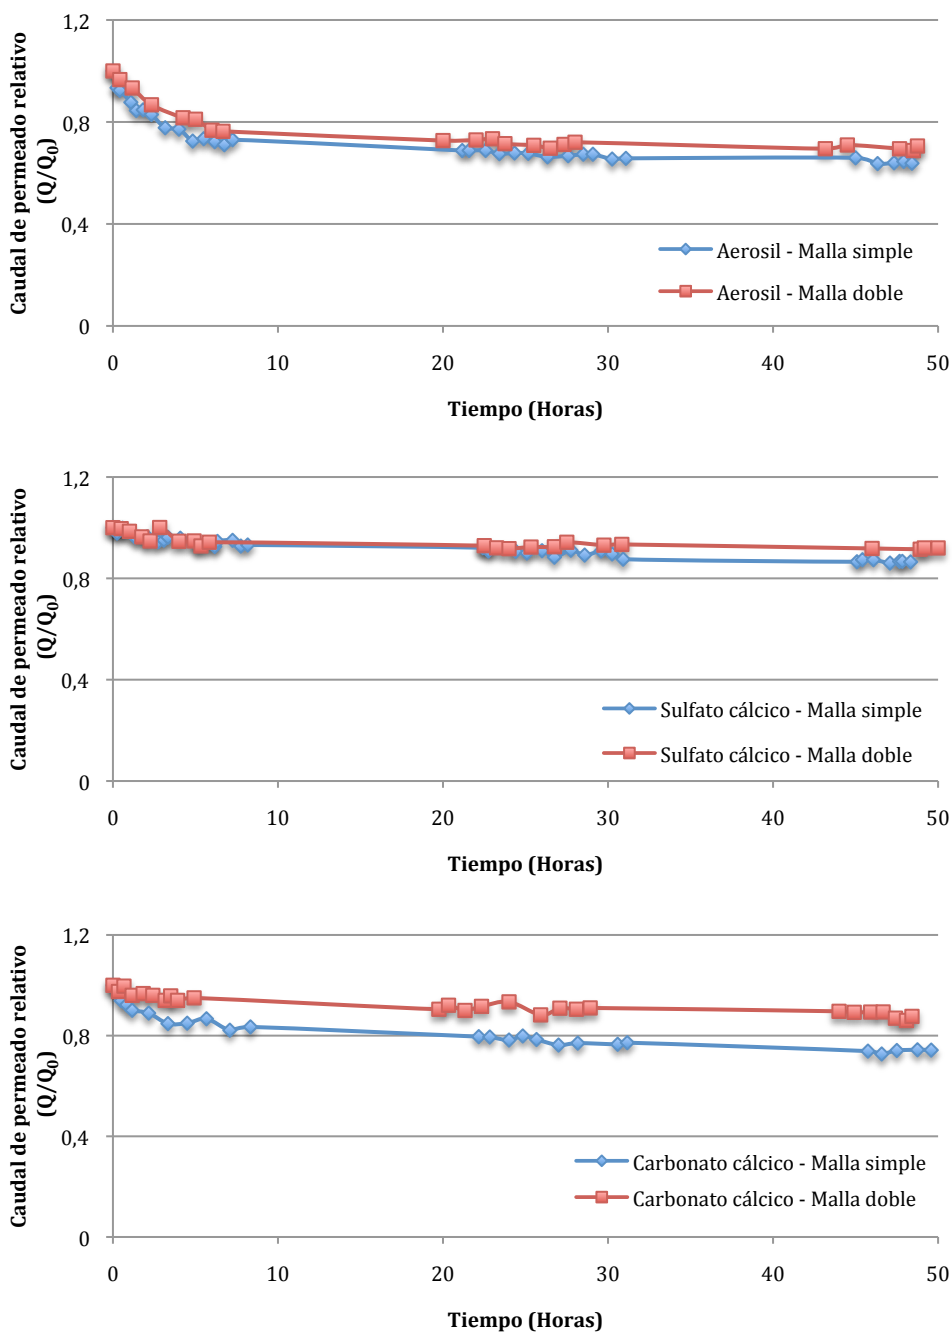 Caudal de permeado relativo
(Q/Q₀)
1,2
0,8
0,4
0
Aerosil - Malla simple
Aerosil - Malla doble
0 10 20 30 40 50
Tiempo (Horas)
Caudal de permeado relativo
(Q/Q₀)
1,2
0,8
0,4
0
Sulfato cálcico - Malla simple
Sulfato cálcico - Malla doble
0 10 20 30 40 50
Tiempo (Horas)
Caudal de permeado relativo
(Q/Q₀)
1,2
0,8
0,4
0
Carbonato cálcico - Malla simple
Carbonato cálcico - Malla doble
0 10 20 30 40 50
Tiempo (Horas)